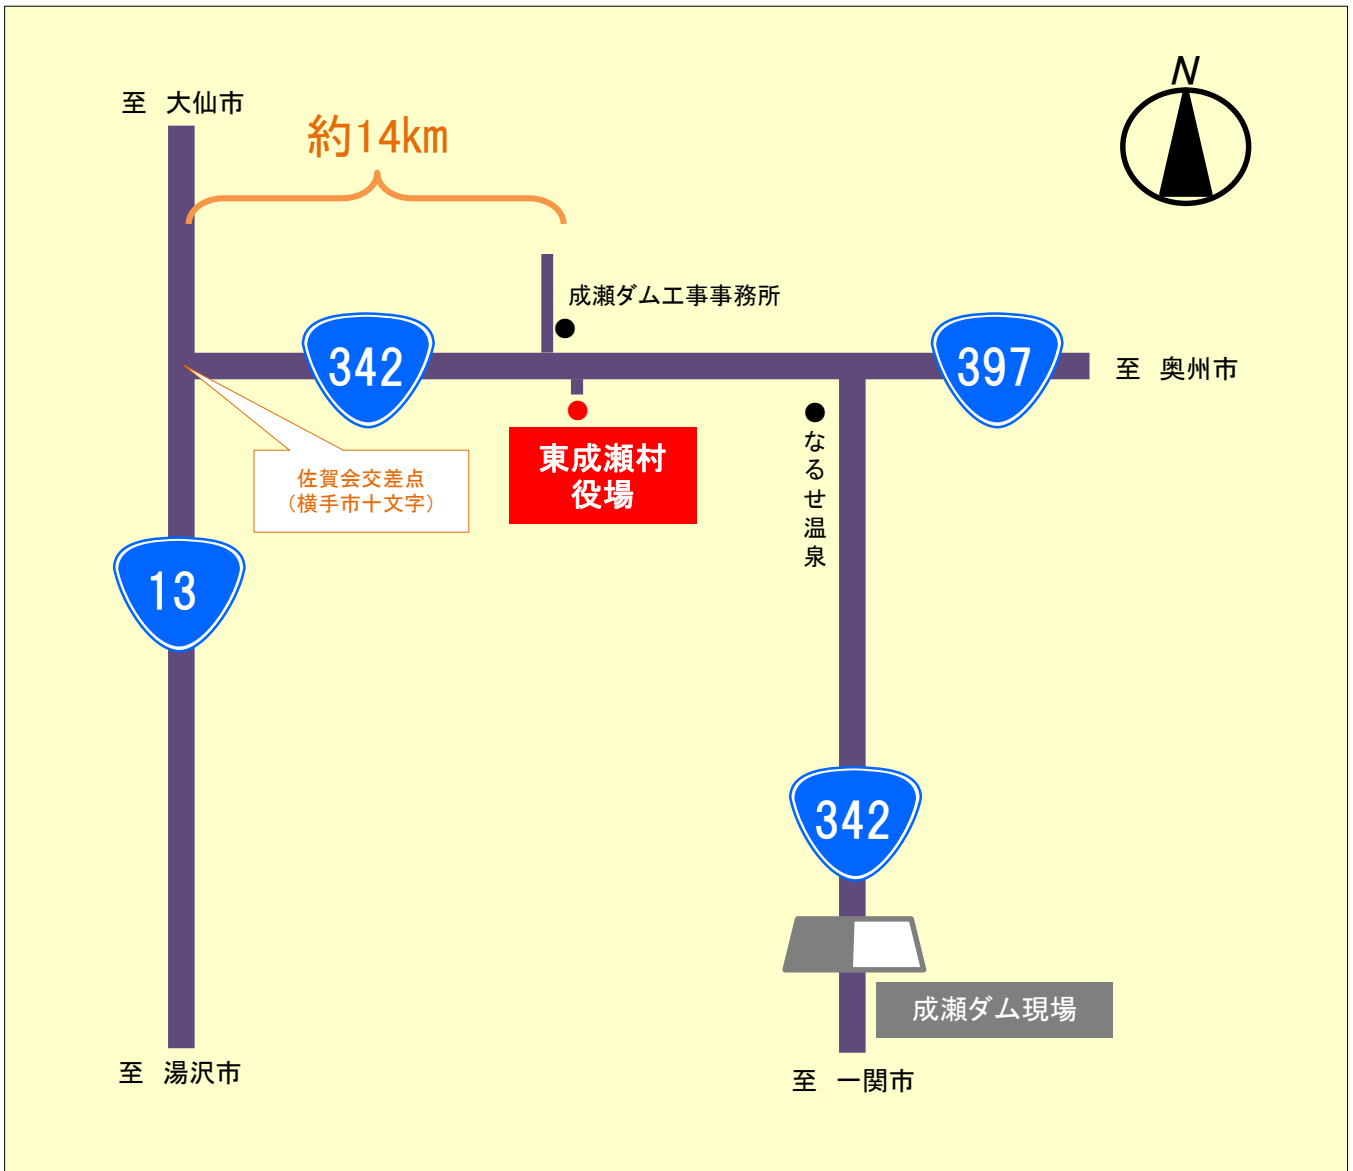 N
至 大仙市
約14km
成瀬ダム工事事務所
342
397
至 奥州市
東成瀬村
役場
なるせ温泉
佐賀会交差点
(横手市十文字)
13
342
成瀬ダム現場
至 湯沢市
至 一関市